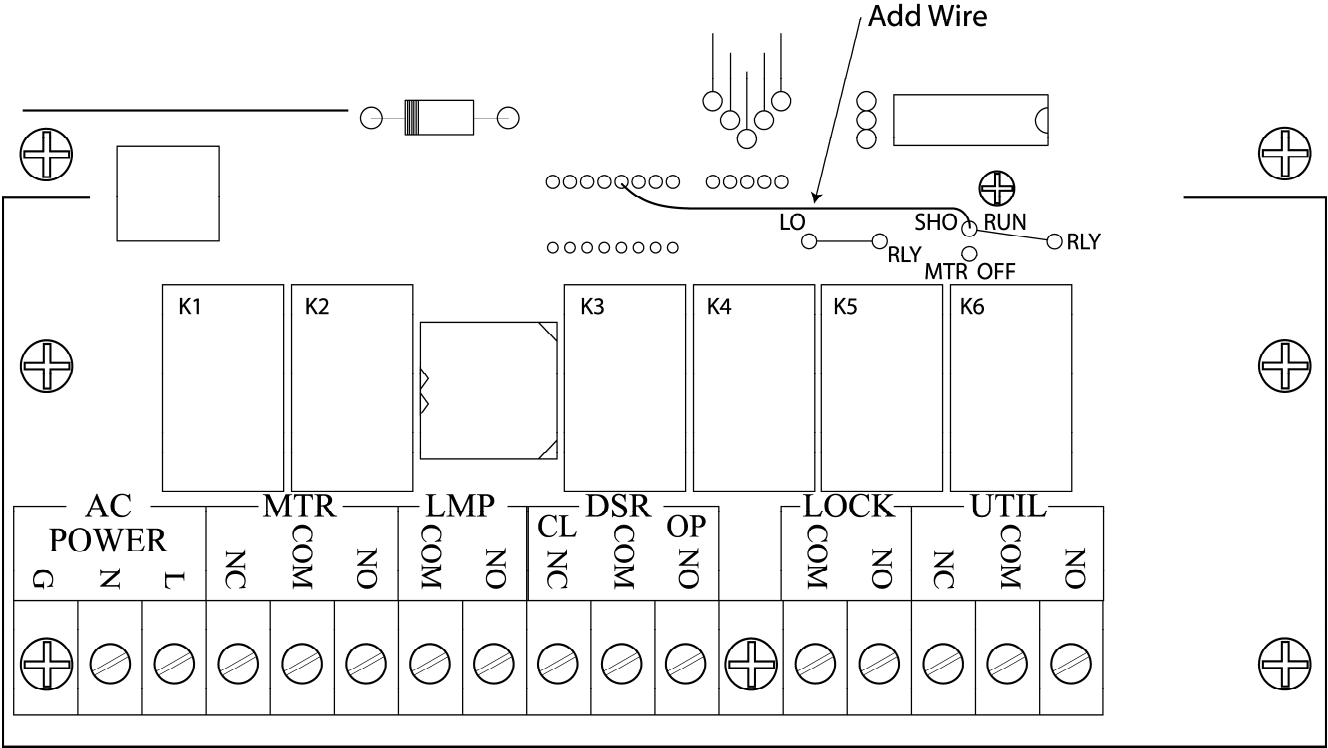 Add Wire
LO
SHO RUN
RLY
RLY
MTR OFF
K1
K2
K3
K4
K5
K6
AC
POWER
MTR
LMP
DSR
LOCK
UTIL
CL
OP
G
N
L
NC
COM
NO
COM
NO
NC
COM
NO
COM
NO
NC
COM
NO